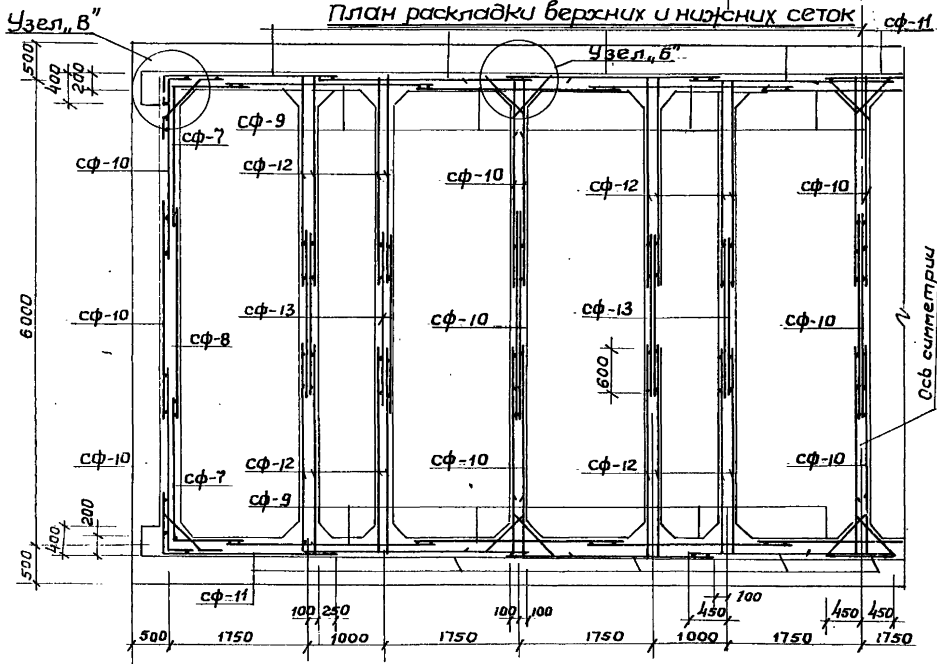 План раскладки верхних и нижних сеток
Узел „В"
сф-11
Узел „Б"
500
400
200
сф-9
сф-7
сф-10
сф-12
сф-10
сф-12
сф-10
6000
сф-10
сф-13
сф-10
сф-13
сф-10
сф-8
600
Ось симметрии
сф-10
сф-12
сф-10
сф-12
сф-10
сф-7
сф-9
200
400
500
сф-11
100 250
100 100
450
100
450 450
500 1750 1000 1750 1750 1000 1750 1750